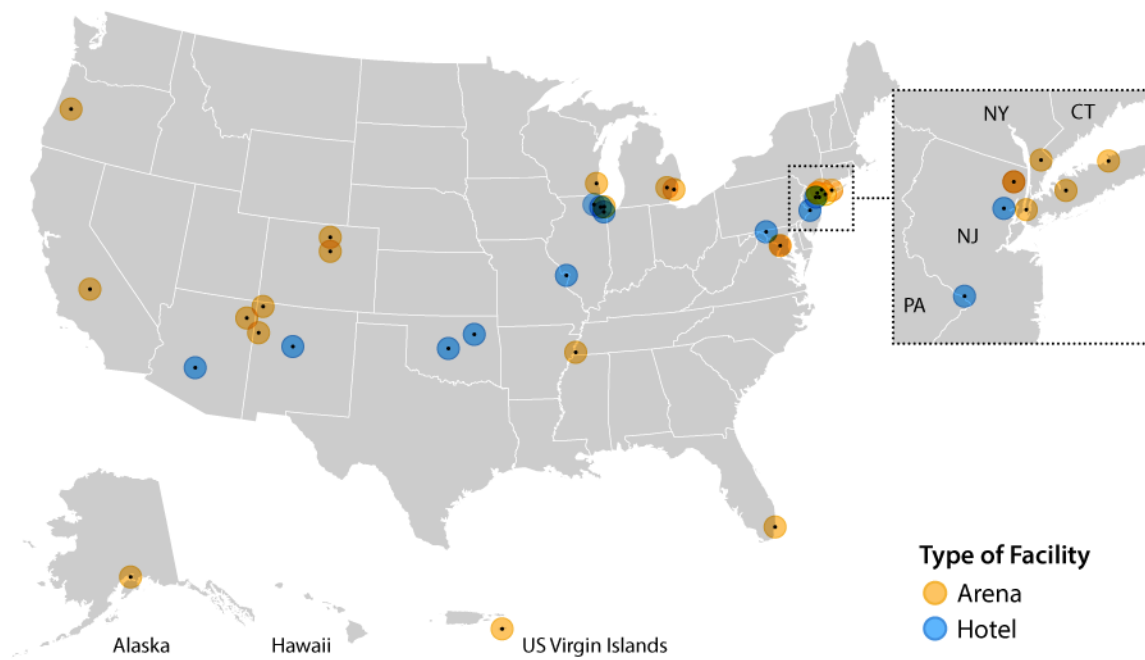 NY
CT
NJ
PA
Type of Facility
Arena
Hotel
Alaska
Hawaii
US Virgin Islands